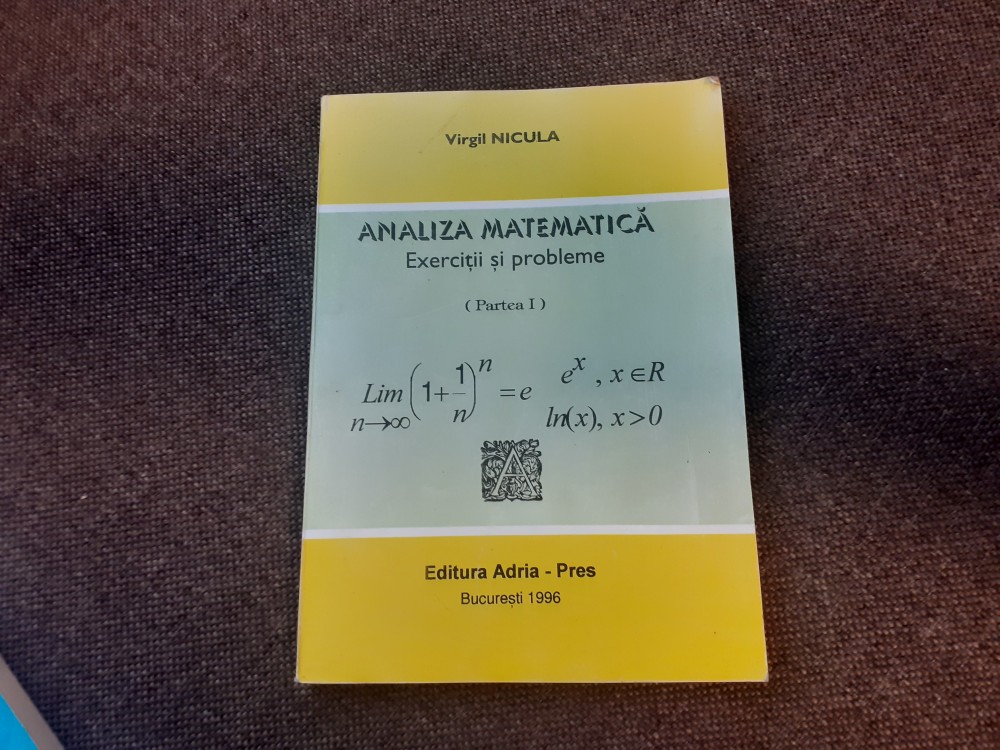 Virgil NICULA
ANALIZA MATEMATICĂ
Exerciții și probleme
( Partea I )
Lim n→∞ (1+1/n)^n = e
e^x , x∈R
ln(x), x>0
A
Editura Adria - Pres
București 1996